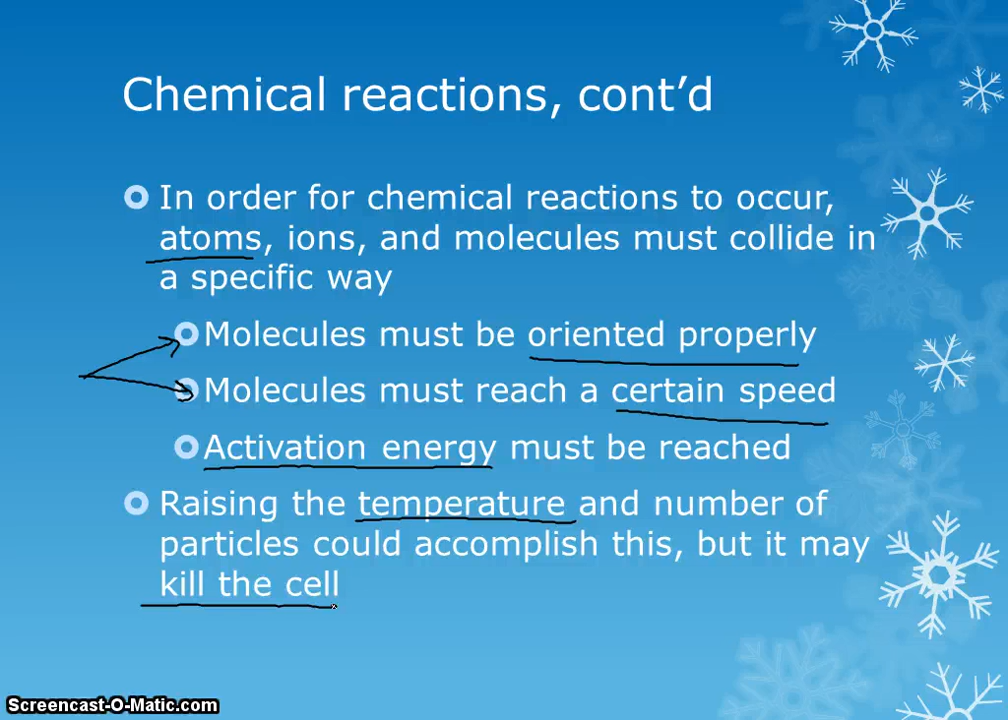 Chemical reactions, cont’d
In order for chemical reactions to occur,
atoms, ions, and molecules must collide in
a specific way
Molecules must be oriented properly
Molecules must reach a certain speed
Activation energy must be reached
Raising the temperature and number of
particles could accomplish this, but it may
kill the cell
Screencast-O-Matic.com